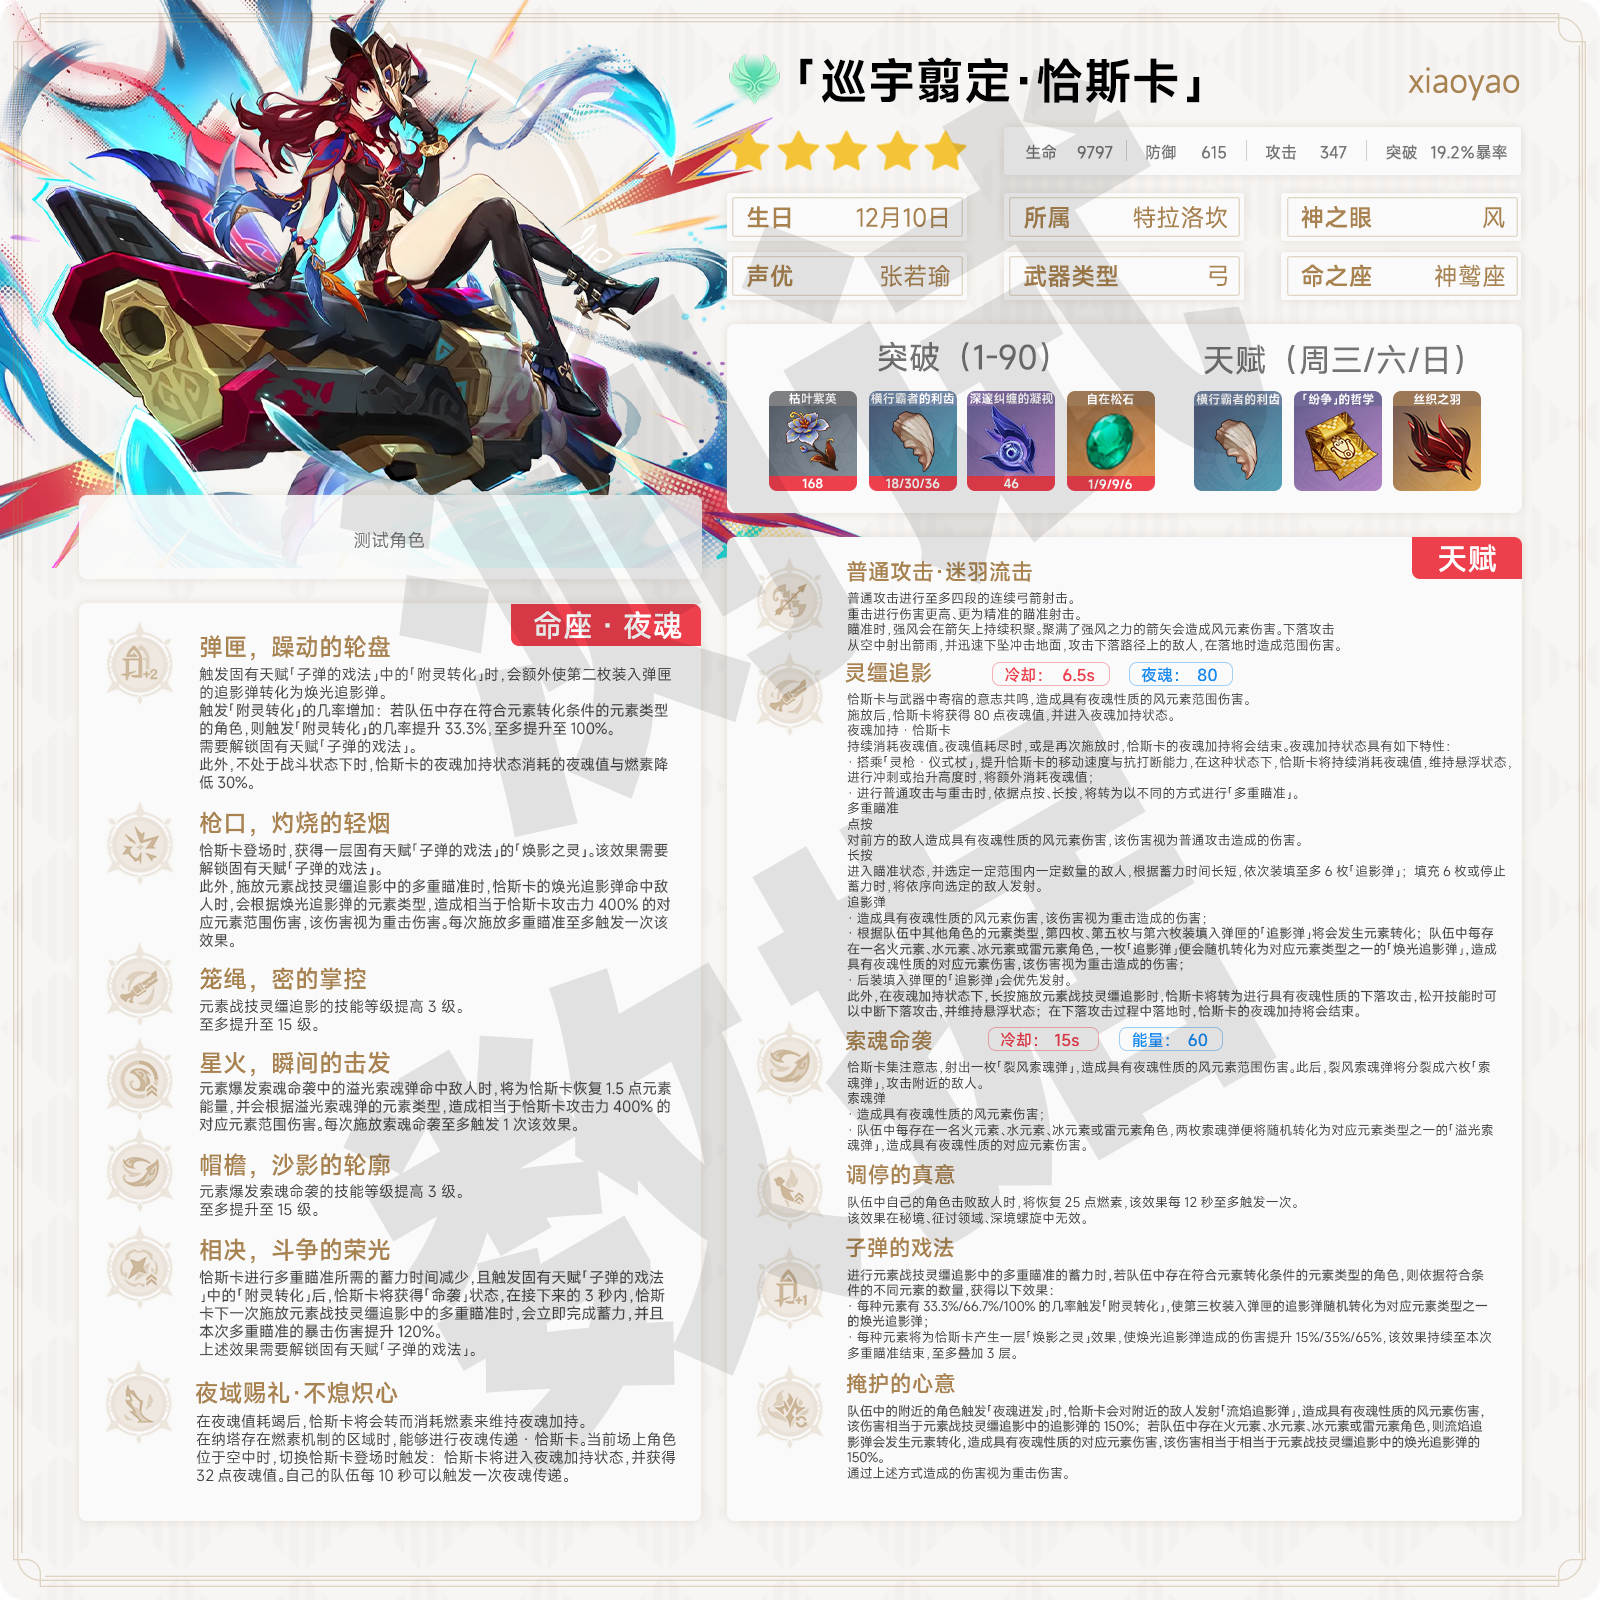 「巡宇翦定·恰斯卡」
xiaoyao
生命 9797 防御 615 攻击 347 突破 19.2%暴率
生日 12月10日
所属 特拉洛坎
神之眼 风
声优 张若瑜
武器类型 弓
命之座 神鹫座
突破（1-90）
天赋（周三/六/日）
枯叶紫英 横行霸者的利齿 深邃纠缠的凝视 自在松石
横行霸者的利齿 「纷争」的哲学 丝织之羽
168 18/30/36 46 1/9/9/6
测试角色
命座 · 夜魂
弹匣，躁动的轮盘
+2
触发固有天赋「子弹的戏法」中的「附灵转化」时,会额外使第二枚装入弹匣
的追影弹转化为焕光追影弹。
触发「附灵转化」的几率增加：若队伍中存在符合元素转化条件的元素类型
的角色,则触发「附灵转化」的几率提升 33.3%,至多提升至 100%。
需要解锁固有天赋「子弹的戏法」。
此外,不处于战斗状态下时,恰斯卡的夜魂加持状态消耗的夜魂值与燃素降
低 30%。
枪口，灼烧的轻烟
恰斯卡登场时,获得一层固有天赋「子弹的戏法」的「焕影之灵」。该效果需要
解锁固有天赋「子弹的戏法」。
此外,施放元素战技灵缰追影中的多重瞄准时,恰斯卡的焕光追影弹命中敌
人时,会根据焕光追影弹的元素类型,造成相当于恰斯卡攻击力 400% 的对
应元素范围伤害,该伤害视为重击伤害。每次施放多重瞄准至多触发一次该
效果。
笼绳，密的掌控
元素战技灵缰追影的技能等级提高 3 级。
至多提升至 15 级。
星火，瞬间的击发
元素爆发索魂命袭中的溢光索魂弹命中敌人时,将为恰斯卡恢复 1.5 点元素
能量,并会根据溢光索魂弹的元素类型,造成相当于恰斯卡攻击力 400% 的
对应元素范围伤害。每次施放索魂命袭至多触发 1 次该效果。
帽檐，沙影的轮廓
元素爆发索魂命袭的技能等级提高 3 级。
至多提升至 15 级。
相决，斗争的荣光
恰斯卡进行多重瞄准所需的蓄力时间减少,且触发固有天赋「子弹的戏法
」中的「附灵转化」后,恰斯卡将获得「命袭」状态,在接下来的 3 秒内,恰斯
卡下一次施放元素战技灵缰追影中的多重瞄准时,会立即完成蓄力,并且
本次多重瞄准的暴击伤害提升 120%。
上述效果需要解锁固有天赋「子弹的戏法」。
夜域赐礼·不熄炽心
在夜魂值耗竭后,恰斯卡将会转而消耗燃素来维持夜魂加持。
在纳塔存在燃素机制的区域时,能够进行夜魂传递 · 恰斯卡。当前场上角色
位于空中时,切换恰斯卡登场时触发：恰斯卡将进入夜魂加持状态,并获得
32 点夜魂值。自己的队伍每 10 秒可以触发一次夜魂传递。
天赋
普通攻击·迷羽流击
普通攻击进行至多四段的连续弓箭射击。
重击进行伤害更高、更为精准的瞄准射击。
瞄准时,强风会在箭矢上持续积聚。聚满了强风之力的箭矢会造成风元素伤害。下落攻击
从空中射出箭雨,并迅速下坠冲击地面,攻击下落路径上的敌人,在落地时造成范围伤害。
灵缰追影 冷却： 6.5s 夜魂： 80
恰斯卡与武器中寄宿的意志共鸣,造成具有夜魂性质的风元素范围伤害。
施放后,恰斯卡将获得 80 点夜魂值,并进入夜魂加持状态。
夜魂加持 · 恰斯卡
持续消耗夜魂值。夜魂值耗尽时,或是再次施放时,恰斯卡的夜魂加持将会结束。夜魂加持状态具有如下特性：
· 搭乘「灵枪 · 仪式杖」,提升恰斯卡的移动速度与抗打断能力,在这种状态下,恰斯卡将持续消耗夜魂值,维持悬浮状态,
进行冲刺或抬升高度时,将额外消耗夜魂值；
· 进行普通攻击与重击时,依据点按、长按,将转为以不同的方式进行「多重瞄准」。
多重瞄准
点按
对前方的敌人造成具有夜魂性质的风元素伤害,该伤害视为普通攻击造成的伤害。
长按
进入瞄准状态,并选定一定范围内一定数量的敌人,根据蓄力时间长短,依次装填至多 6 枚「追影弹」；填充 6 枚或停止
蓄力时,将依序向选定的敌人发射。
追影弹
· 造成具有夜魂性质的风元素伤害,该伤害视为重击造成的伤害；
· 根据队伍中其他角色的元素类型,第四枚、第五枚与第六枚装填入弹匣的「追影弹」将会发生元素转化；队伍中每存
在一名火元素、水元素、冰元素或雷元素角色,一枚「追影弹」便会随机转化为对应元素类型之一的「焕光追影弹」,造成
具有夜魂性质的对应元素伤害,该伤害视为重击造成的伤害；
· 后装填入弹匣的「追影弹」会优先发射。
此外,在夜魂加持状态下,长按施放元素战技灵缰追影时,恰斯卡将转为进行具有夜魂性质的下落攻击,松开技能时可
以中断下落攻击,并维持悬浮状态；在下落攻击过程中落地时,恰斯卡的夜魂加持将会结束。
索魂命袭 冷却： 15s 能量： 60
恰斯卡集注意志,射出一枚「裂风索魂弹」,造成具有夜魂性质的风元素范围伤害。此后,裂风索魂弹将分裂成六枚「索
魂弹」,攻击附近的敌人。
索魂弹
· 造成具有夜魂性质的风元素伤害；
· 队伍中每存在一名火元素、水元素、冰元素或雷元素角色,两枚索魂弹便将随机转化为对应元素类型之一的「溢光索
魂弹」,造成具有夜魂性质的对应元素伤害。
调停的真意
队伍中自己的角色击败敌人时,将恢复 25 点燃素,该效果每 12 秒至多触发一次。
该效果在秘境、征讨领域、深境螺旋中无效。
子弹的戏法
+1
进行元素战技灵缰追影中的多重瞄准的蓄力时,若队伍中存在符合元素转化条件的元素类型的角色,则依据符合条
件的不同元素的数量,获得以下效果：
· 每种元素有 33.3%/66.7%/100% 的几率触发「附灵转化」,使第三枚装入弹匣的追影弹随机转化为对应元素类型之一
的焕光追影弹；
· 每种元素将为恰斯卡产生一层「焕影之灵」效果,使焕光追影弹造成的伤害提升 15%/35%/65%,该效果持续至本次
多重瞄准结束,至多叠加 3 层。
掩护的心意
队伍中的附近的角色触发「夜魂迸发」时,恰斯卡会对附近的敌人发射「流焰追影弹」,造成具有夜魂性质的风元素伤害,
该伤害相当于元素战技灵缰追影中的追影弹的 150%；若队伍中存在火元素、水元素、冰元素或雷元素角色,则流焰追
影弹会发生元素转化,造成具有夜魂性质的对应元素伤害,该伤害相当于相当于元素战技灵缰追影中的焕光追影弹的
150%。
通过上述方式造成的伤害视为重击伤害。
测试
数据